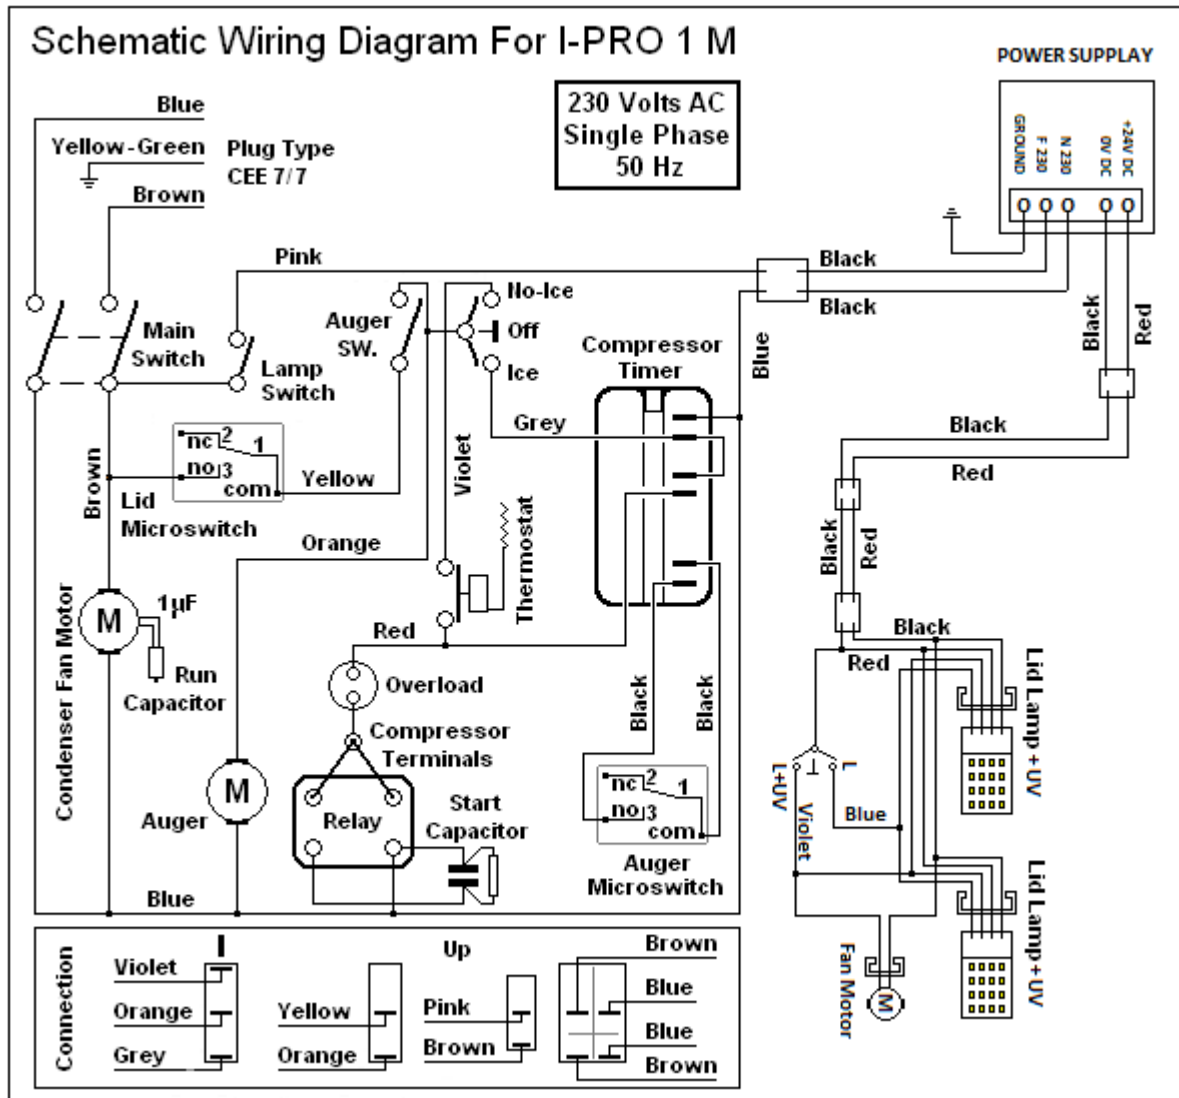 Schematic Wiring Diagram For I-PRO 1 M
POWER SUPPLAY
230 Volts AC
Single Phase
50 Hz
Blue
Yellow-Green
Plug Type
CEE 7/7
Brown
GROUND
F 230
N 230
0V DC
+24V DC
Pink
Black
Black
No-Ice
Off
Ice
Auger
SW.
Main
Switch
Lamp
Switch
Compressor
Timer
Blue
Black
Red
Grey
Black
Red
nc 2
1
no 3
com
Yellow
Brown
Lid
Microswitch
Violet
Orange
Thermostat
Black
Red
Condenser Fan Motor
M
1µF
Run
Capacitor
Red
Overload
Compressor
Terminals
Black
Black
Black
Red
Lid Lamp + UV
L+UV
L
Violet
Blue
M
Auger
Relay
Start
Capacitor
nc 2
1
no 3
com
Auger
Microswitch
Blue
Lid Lamp + UV
Fan Motor
M
Connection
I
Up
Violet
Orange
Grey
Yellow
Orange
Pink
Brown
Brown
Blue
Blue
Brown